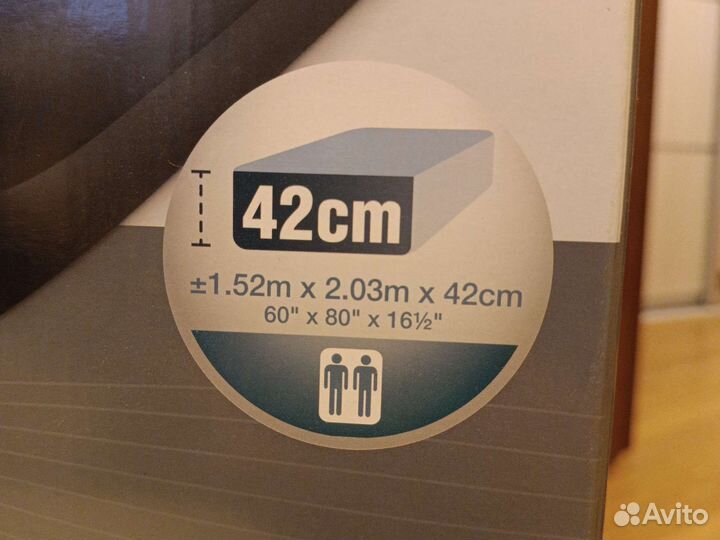 42cm
±1.52m x 2.03m x 42cm
60" x 80" x 16½"
Avito